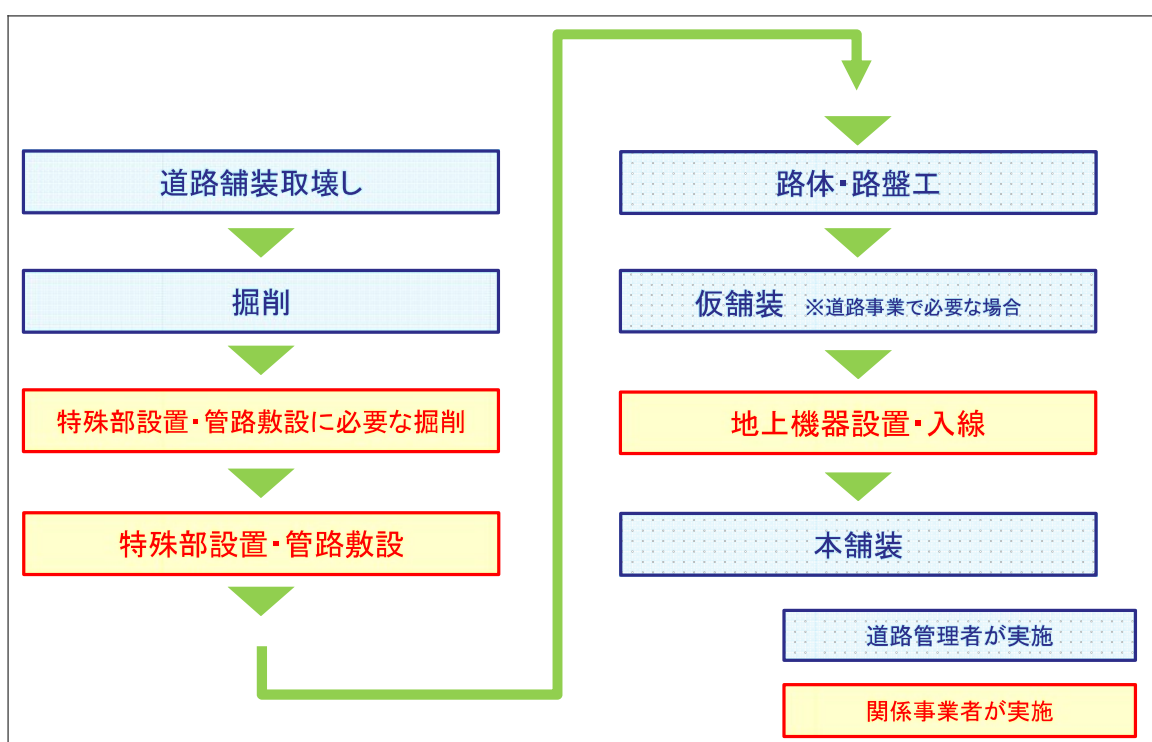 道路舗装取壊し
掘削
特殊部設置・管路敷設に必要な掘削
特殊部設置・管路敷設
路体・路盤工
仮舗装 ※道路事業で必要な場合
地上機器設置・入線
本舗装
道路管理者が実施
関係事業者が実施